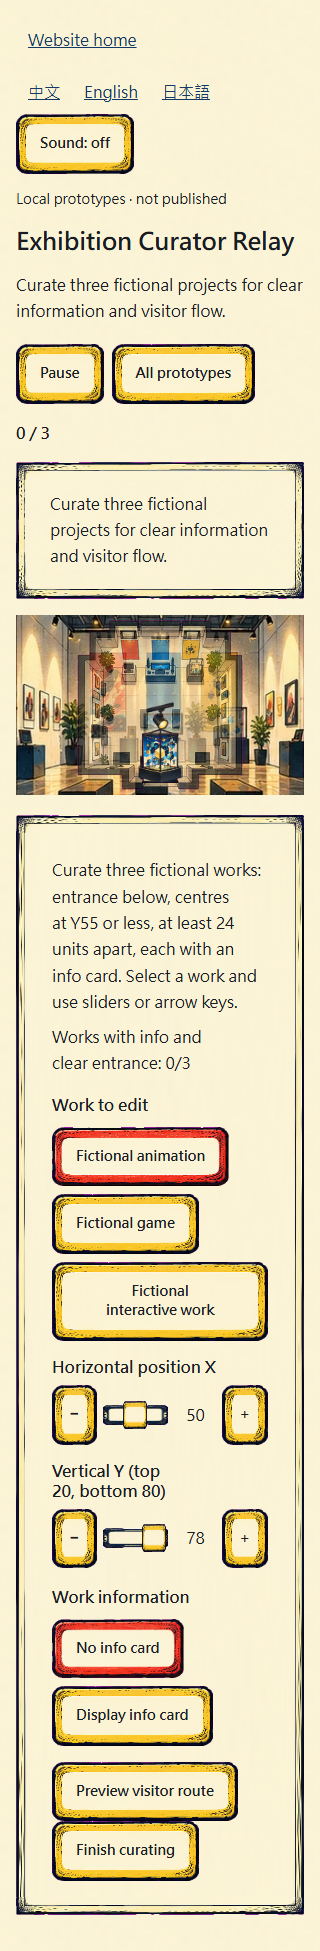 Website home
中文 English 日本語
Sound: off
Local prototypes · not published
Exhibition Curator Relay
Curate three fictional projects for clear
information and visitor flow.
Pause All prototypes
0 / 3
Curate three fictional
projects for clear information
and visitor flow.
Curate three fictional works:
entrance below, centres
at Y55 or less, at least 24
units apart, each with an
info card. Select a work and
use sliders or arrow keys.
Works with info and
clear entrance: 0/3
Work to edit
Fictional animation
Fictional game
Fictional
interactive work
Horizontal position X
− 50 +
Vertical Y (top
20, bottom 80)
− 78 +
Work information
No info card
Display info card
Preview visitor route
Finish curating